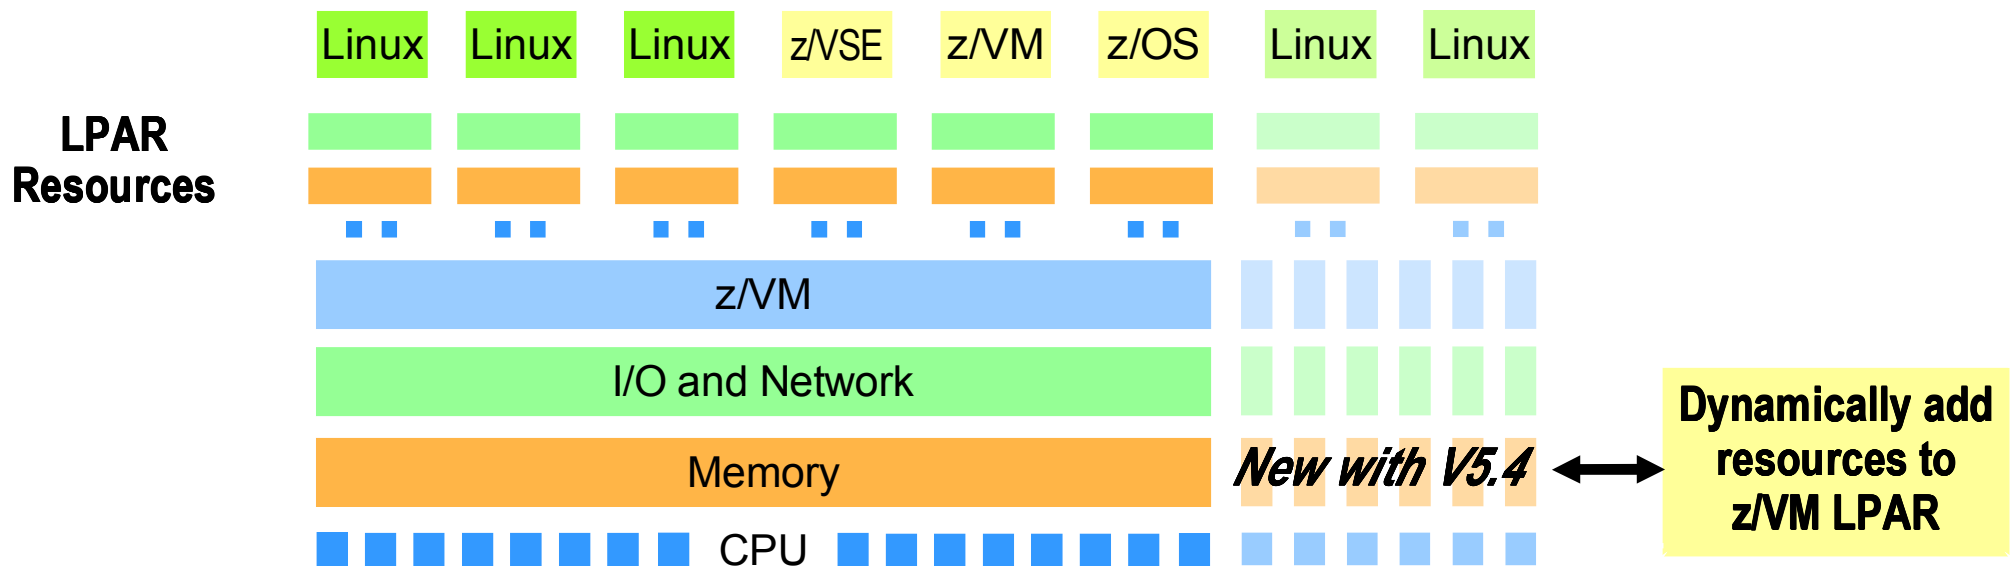 Linux Linux Linux z/VSE z/VM z/OS Linux Linux
LPAR
Resources
z/VM
I/O and Network
Memory
New with V5.4
Dynamically add
resources to
z/VM LPAR
CPU